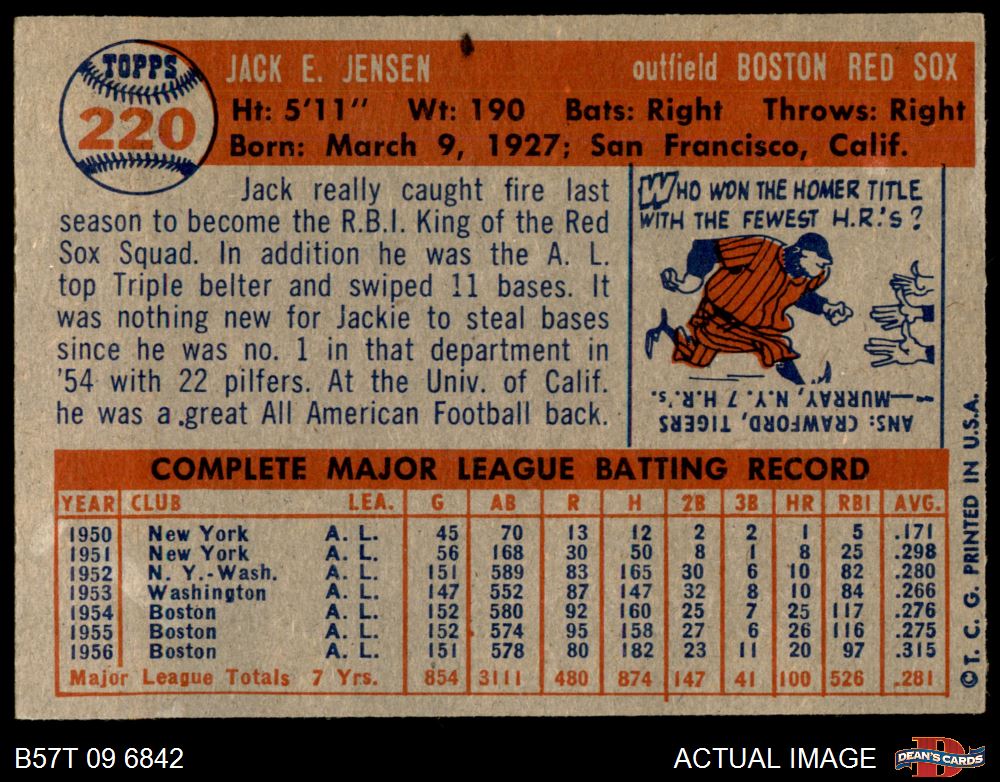 TOPPS
220
JACK E. JENSEN outfield BOSTON RED SOX
Ht: 5'11" Wt: 190 Bats: Right Throws: Right
Born: March 9, 1927; San Francisco, Calif.
Jack really caught fire last
season to become the R.B.I. King of the Red
Sox Squad. In addition he was the A. L.
top Triple belter and swiped 11 bases. It
was nothing new for Jackie to steal bases
since he was no. 1 in that department in
'54 with 22 pilfers. At the Univ. of Calif.
he was a great All American Football back.
WHO WON THE HOMER TITLE
WITH THE FEWEST H.R.'S?
ANS: CRAWFORD, TIGERS
—MURRAY, N.Y. 7 H.R.'s.
COMPLETE MAJOR LEAGUE BATTING RECORD
YEAR CLUB LEA. G AB R H 2B 3B HR RBI AVG.
1950 New York A. L. 45 70 13 12 2 2 1 5 .171
1951 New York A. L. 56 168 30 50 8 1 8 25 .298
1952 N. Y.-Wash. A. L. 151 589 83 165 30 6 10 82 .280
1953 Washington A. L. 147 552 87 147 32 8 10 84 .266
1954 Boston A. L. 152 580 92 160 25 7 25 117 .276
1955 Boston A. L. 152 574 95 158 27 6 26 116 .275
1956 Boston A. L. 151 578 80 182 23 11 20 97 .315
Major League Totals 7 Yrs. 854 3111 480 874 147 41 100 526 .281
©T. C. G. PRINTED IN U.S.A.
B57T 09 6842 ACTUAL IMAGE
DEAN'S CARDS